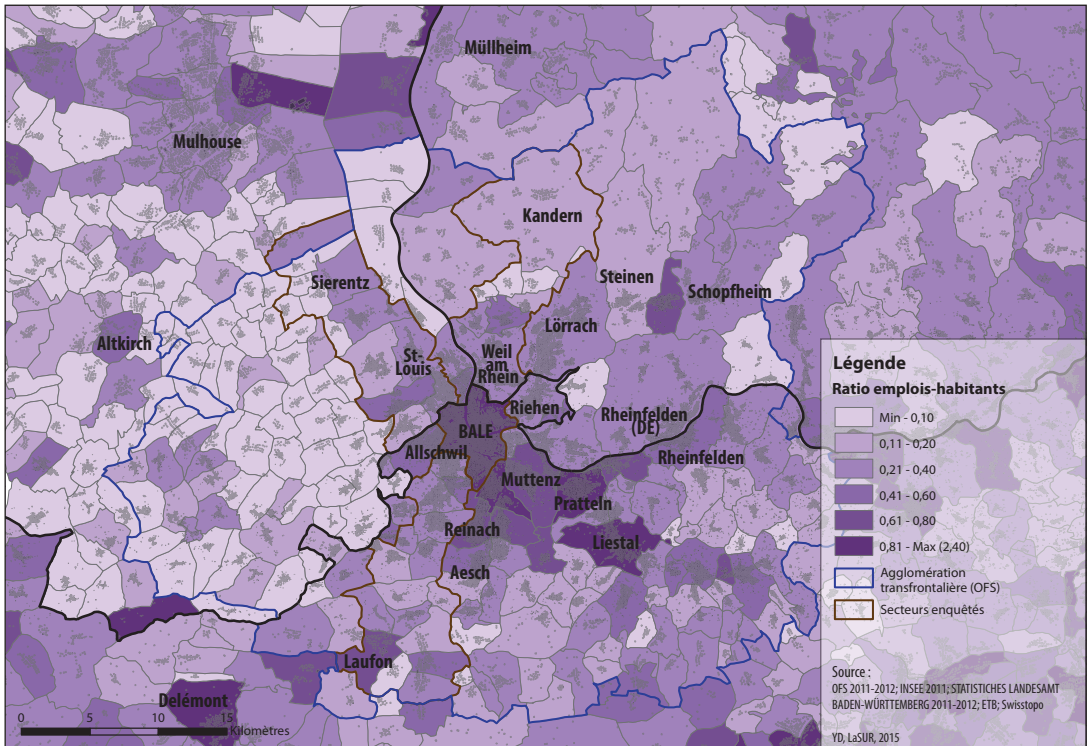 Müllheim
Mulhouse
Kandern
Sierentz
Steinen
Schopfheim
Lörrach
Altkirch
St-
Louis
Weil
am
Rhein
Riehen
Rheinfelden
(DE)
BALE
Allschwil
Rheinfelden
Muttenz
Pratteln
Reinach
Liestal
Aesch
Laufon
Delémont
0 5 10 15
Kilomètres
Légende
Ratio emplois-habitants
Min - 0,10
0,11 - 0,20
0,21 - 0,40
0,41 - 0,60
0,61 - 0,80
0,81 - Max (2,40)
Agglomération
transfrontalière (OFS)
Secteurs enquêtés
Source :
OFS 2011-2012; INSEE 2011; STATISTICHES LANDESAMT
BADEN-WÜRTTEMBERG 2011-2012; ETB; Swisstopo
YD, LaSUR, 2015